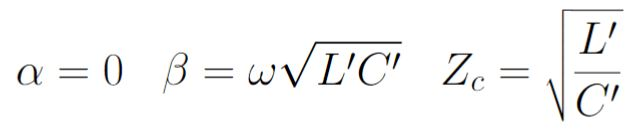 α = 0 β = ω√L′C′ Z_c = √(L′/C′)